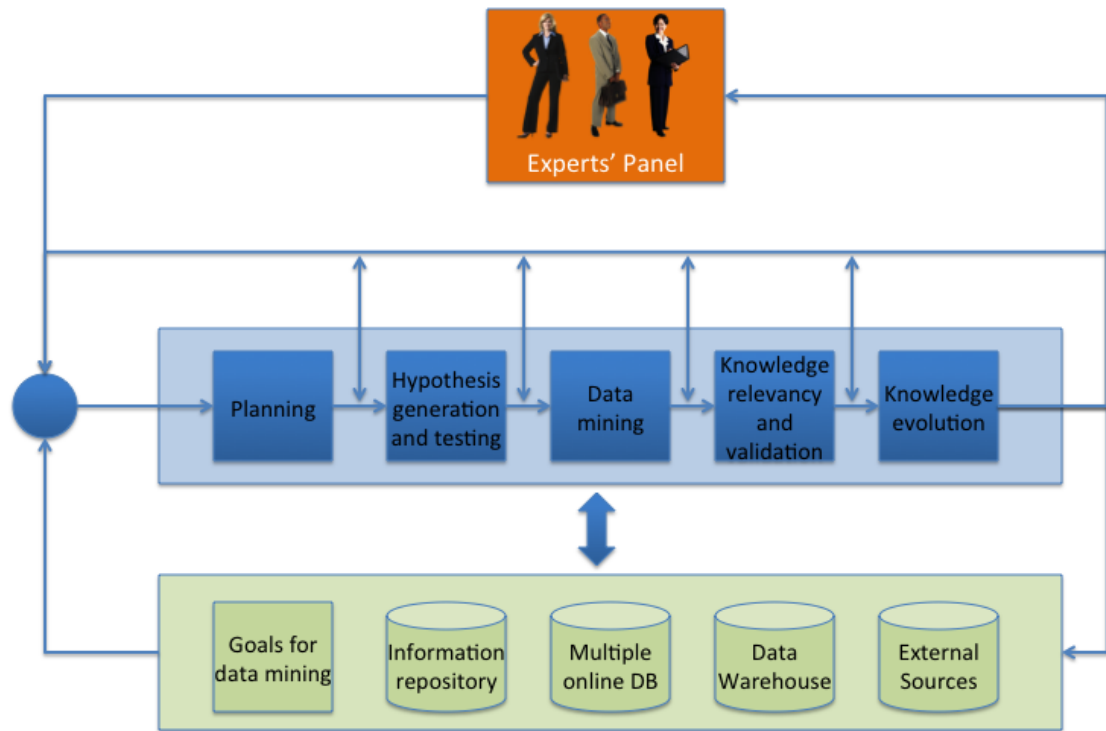 Experts’ Panel
Planning
Hypothesis
generation
and testing
Data
mining
Knowledge
relevancy
and
validation
Knowledge
evolution
Goals for
data mining
Information
repository
Multiple
online DB
Data
Warehouse
External
Sources